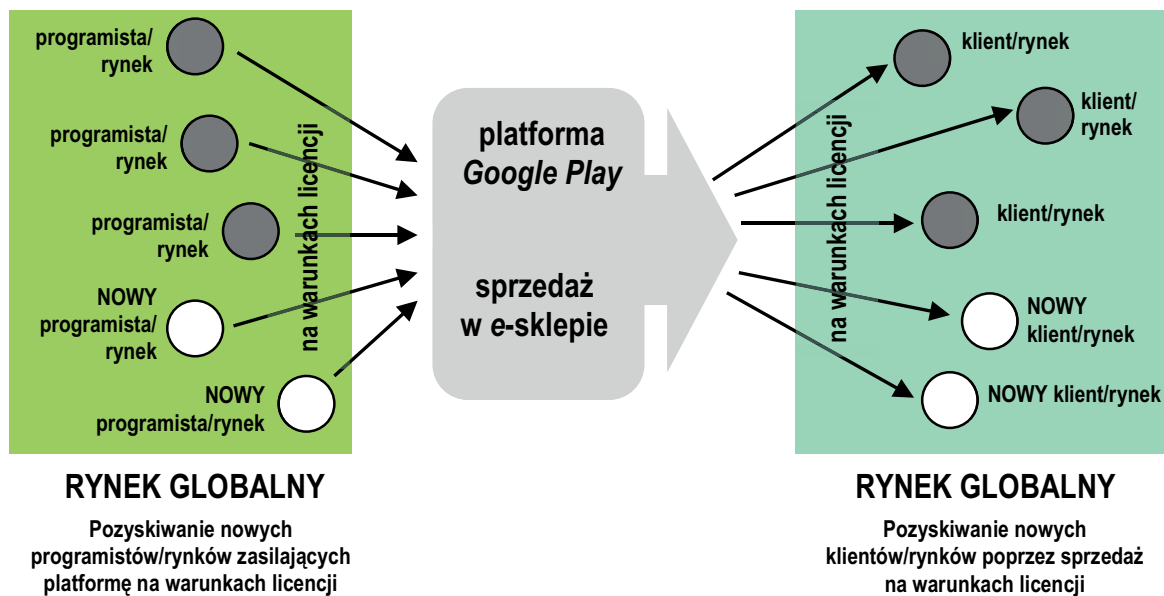 programista/
rynek
programista/
rynek
programista/
rynek
NOWY
programista/
rynek
NOWY
programista/rynek
na warunkach licencji
platforma
Google Play
sprzedaż
w e-sklepie
na warunkach licencji
klient/rynek
klient/
rynek
klient/rynek
NOWY
klient/rynek
NOWY klient/rynek
RYNEK GLOBALNY
Pozyskiwanie nowych
programistów/rynków zasilających
platformę na warunkach licencji
RYNEK GLOBALNY
Pozyskiwanie nowych
klientów/rynków poprzez sprzedaż
na warunkach licencji